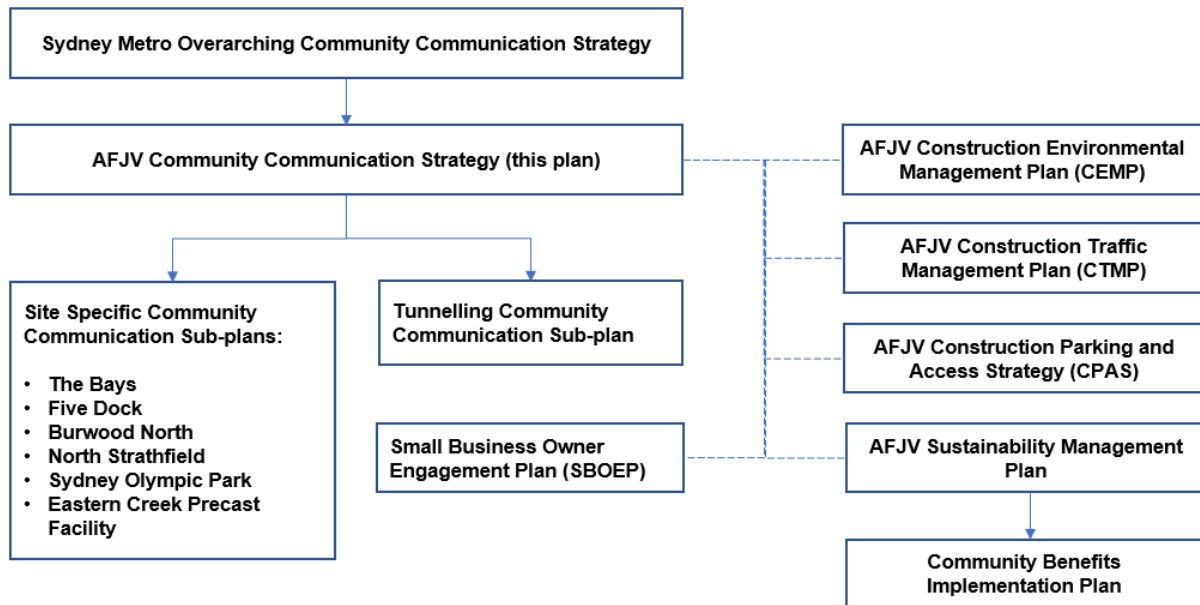 Sydney Metro Overarching Community Communication Strategy
AFJV Community Communication Strategy (this plan)
Site Specific Community
Communication Sub-plans:
• The Bays
• Five Dock
• Burwood North
• North Strathfield
• Sydney Olympic Park
• Eastern Creek Precast
Facility
Tunnelling Community
Communication Sub-plan
Small Business Owner
Engagement Plan (SBOEP)
AFJV Construction Environmental
Management Plan (CEMP)
AFJV Construction Traffic
Management Plan (CTMP)
AFJV Construction Parking and
Access Strategy (CPAS)
AFJV Sustainability Management
Plan
Community Benefits
Implementation Plan